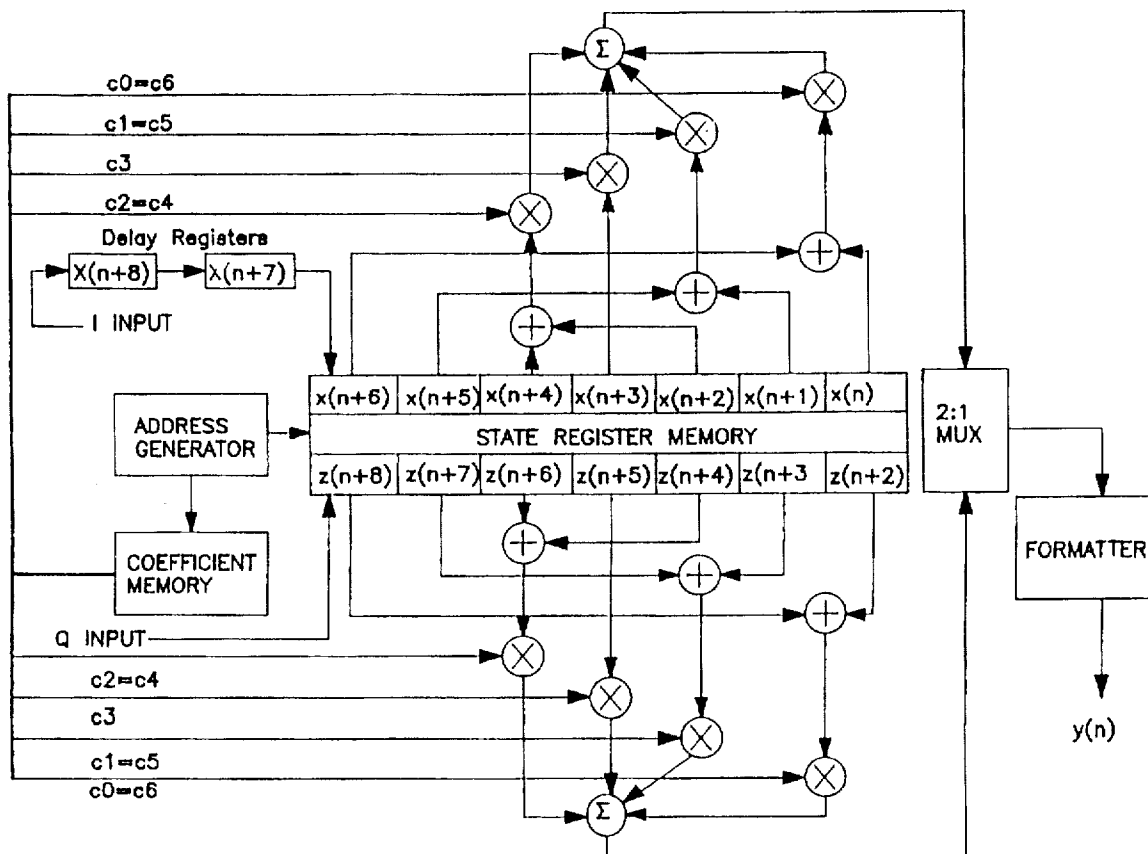 Σ
c0=c6
c1=c5
c3
c2=c4
Delay Registers
X(n+8)
X(n+7)
I INPUT
x(n+6) x(n+5) x(n+4) x(n+3) x(n+2) x(n+1) x(n)
STATE REGISTER MEMORY
z(n+8) z(n+7) z(n+6) z(n+5) z(n+4) z(n+3 z(n+2)
ADDRESS
GENERATOR
COEFFICIENT
MEMORY
2:1
MUX
FORMATTER
Q INPUT
c2=c4
c3
c1=c5
c0=c6
Σ
y(n)